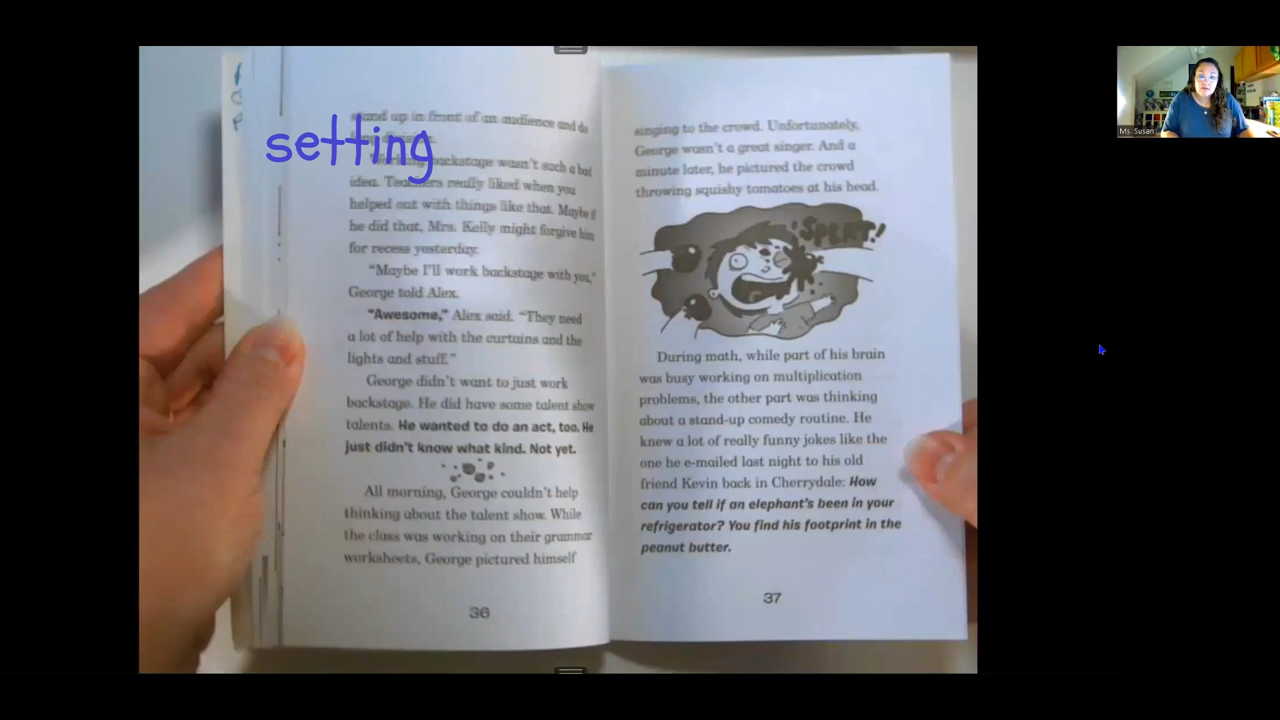 setting
stand up in front of an audience and do
Working backstage wasn't such a bad
idea. Teachers really liked when you
helped out with things like that. Maybe if
he did that, Mrs. Kelly might forgive him
for recess yesterday.
"Maybe I'll work backstage with you,"
George told Alex.
"Awesome," Alex said. "They need
a lot of help with the curtains and the
lights and stuff."
George didn't want to just work
backstage. He did have some talent show
talents. He wanted to do an act, too. He
just didn't know what kind. Not yet.
All morning, George couldn't help
thinking about the talent show. While
the class was working on their grammar
worksheets, George pictured himself
36
singing to the crowd. Unfortunately,
George wasn't a great singer. And a
minute later, he pictured the crowd
throwing squishy tomatoes at his head.
SPLAT!
During math, while part of his brain
was busy working on multiplication
problems, the other part was thinking
about a stand-up comedy routine. He
knew a lot of really funny jokes like the
one he e-mailed last night to his old
friend Kevin back in Cherrydale: How
can you tell if an elephant's been in your
refrigerator? You find his footprint in the
peanut butter.
37
Ms. Susan